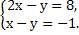 2x − y = 8,
x − y = −1.